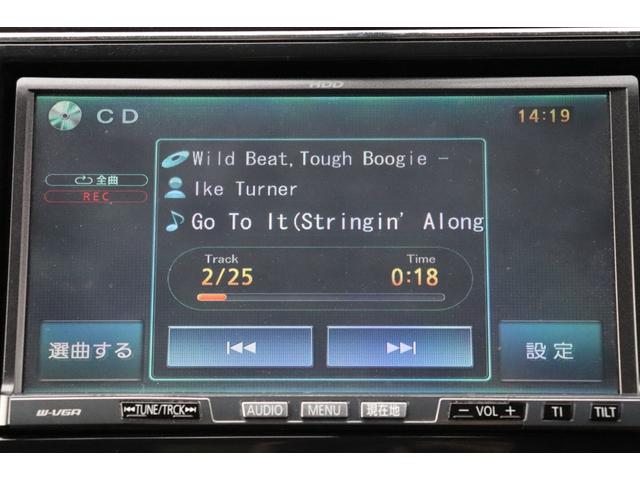 HDD
CD
14:19
Wild Beat,Tough Boogie -
全曲
Ike Turner
REC
Go To It(Stringin' Along
Track
Time
2/25
0:18
選曲する
設定
W-VGA
TUNE/TRCK
AUDIO
MENU
現在地
- VOL +
TI
TILT